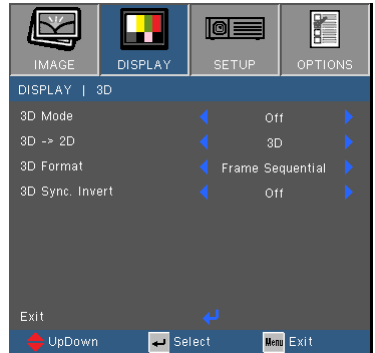 IMAGE DISPLAY SETUP OPTIONS
DISPLAY | 3D
3D Mode Off
3D -> 2D 3D
3D Format Frame Sequential
3D Sync. Invert Off
Exit
UpDown Select Menu Exit